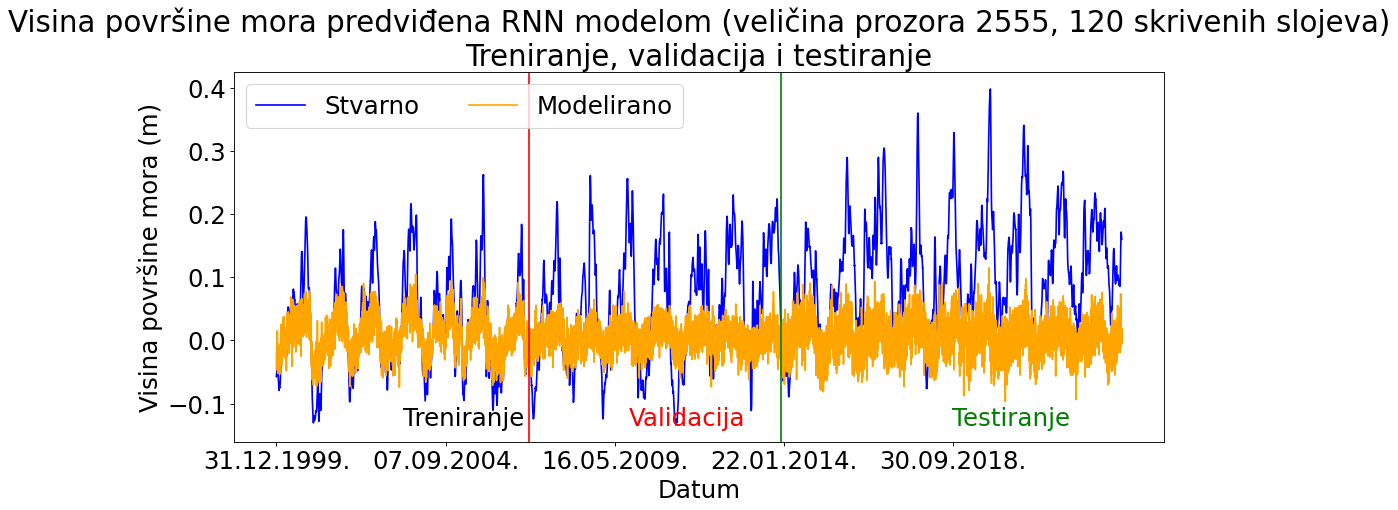 Visina površine mora predviđena RNN modelom (veličina prozora 2555, 120 skrivenih slojeva)
Treniranje, validacija i testiranje
Stvarno
Modelirano
Visina površine mora (m)
0.4
0.3
0.2
0.1
0.0
−0.1
Treniranje
Validacija
Testiranje
31.12.1999.
07.09.2004.
16.05.2009.
22.01.2014.
30.09.2018.
Datum